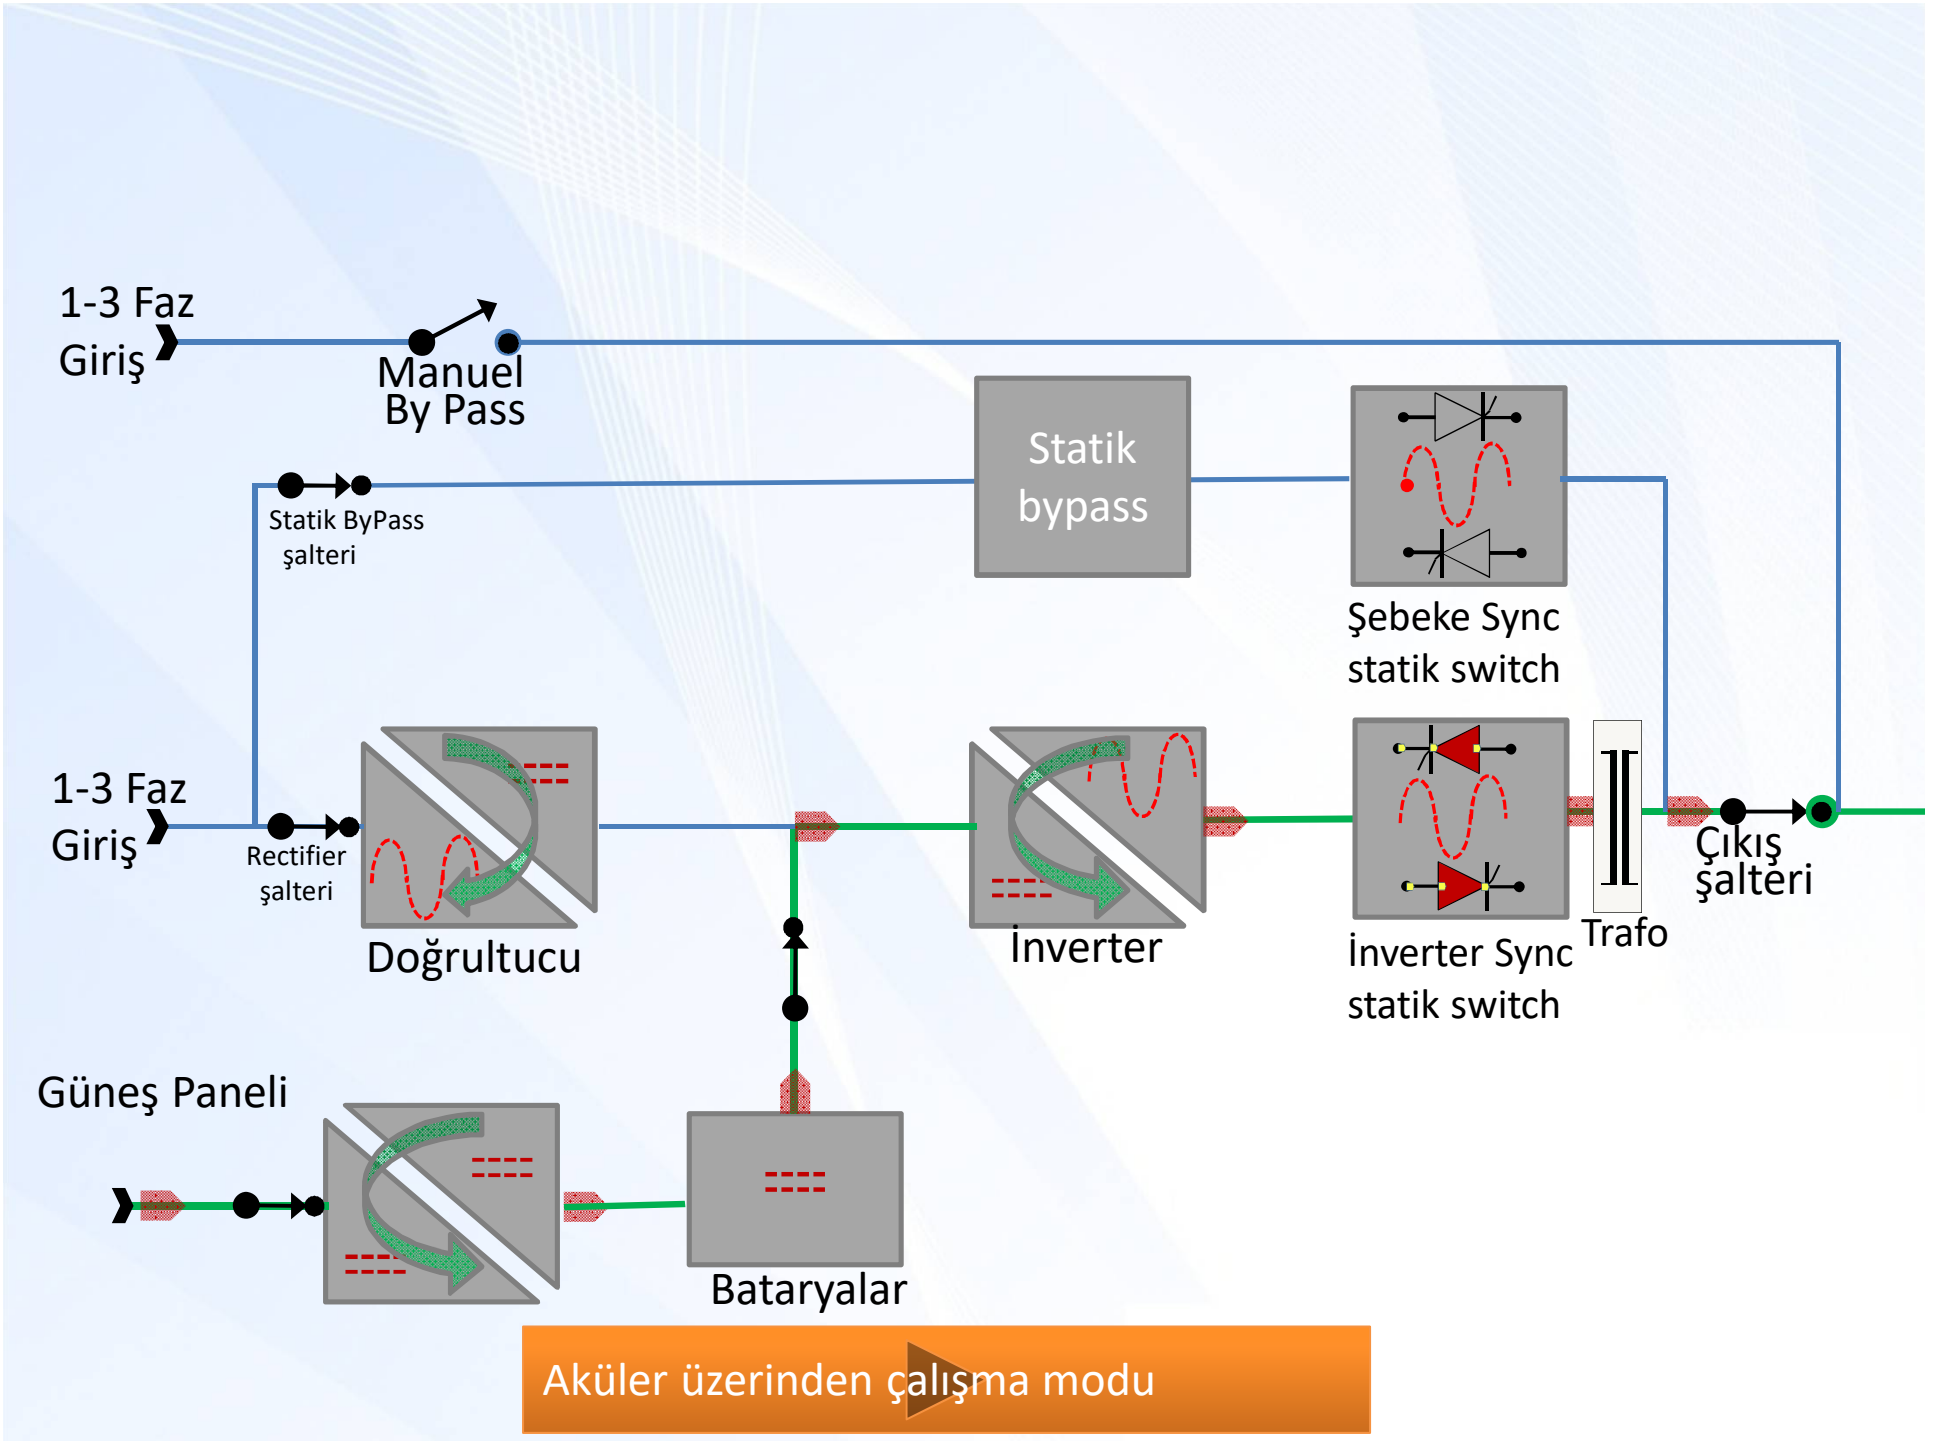 1-3 Faz
Giriş
Manuel
By Pass
Statik
bypass
Statik ByPass
şalteri
Şebeke Sync
statik switch
1-3 Faz
Giriş
Rectifier
şalteri
Doğrultucu
İnverter
İnverter Sync
statik switch
Trafo
Çıkış
şalteri
Güneş Paneli
Bataryalar
Aküler üzerinden çalışma modu